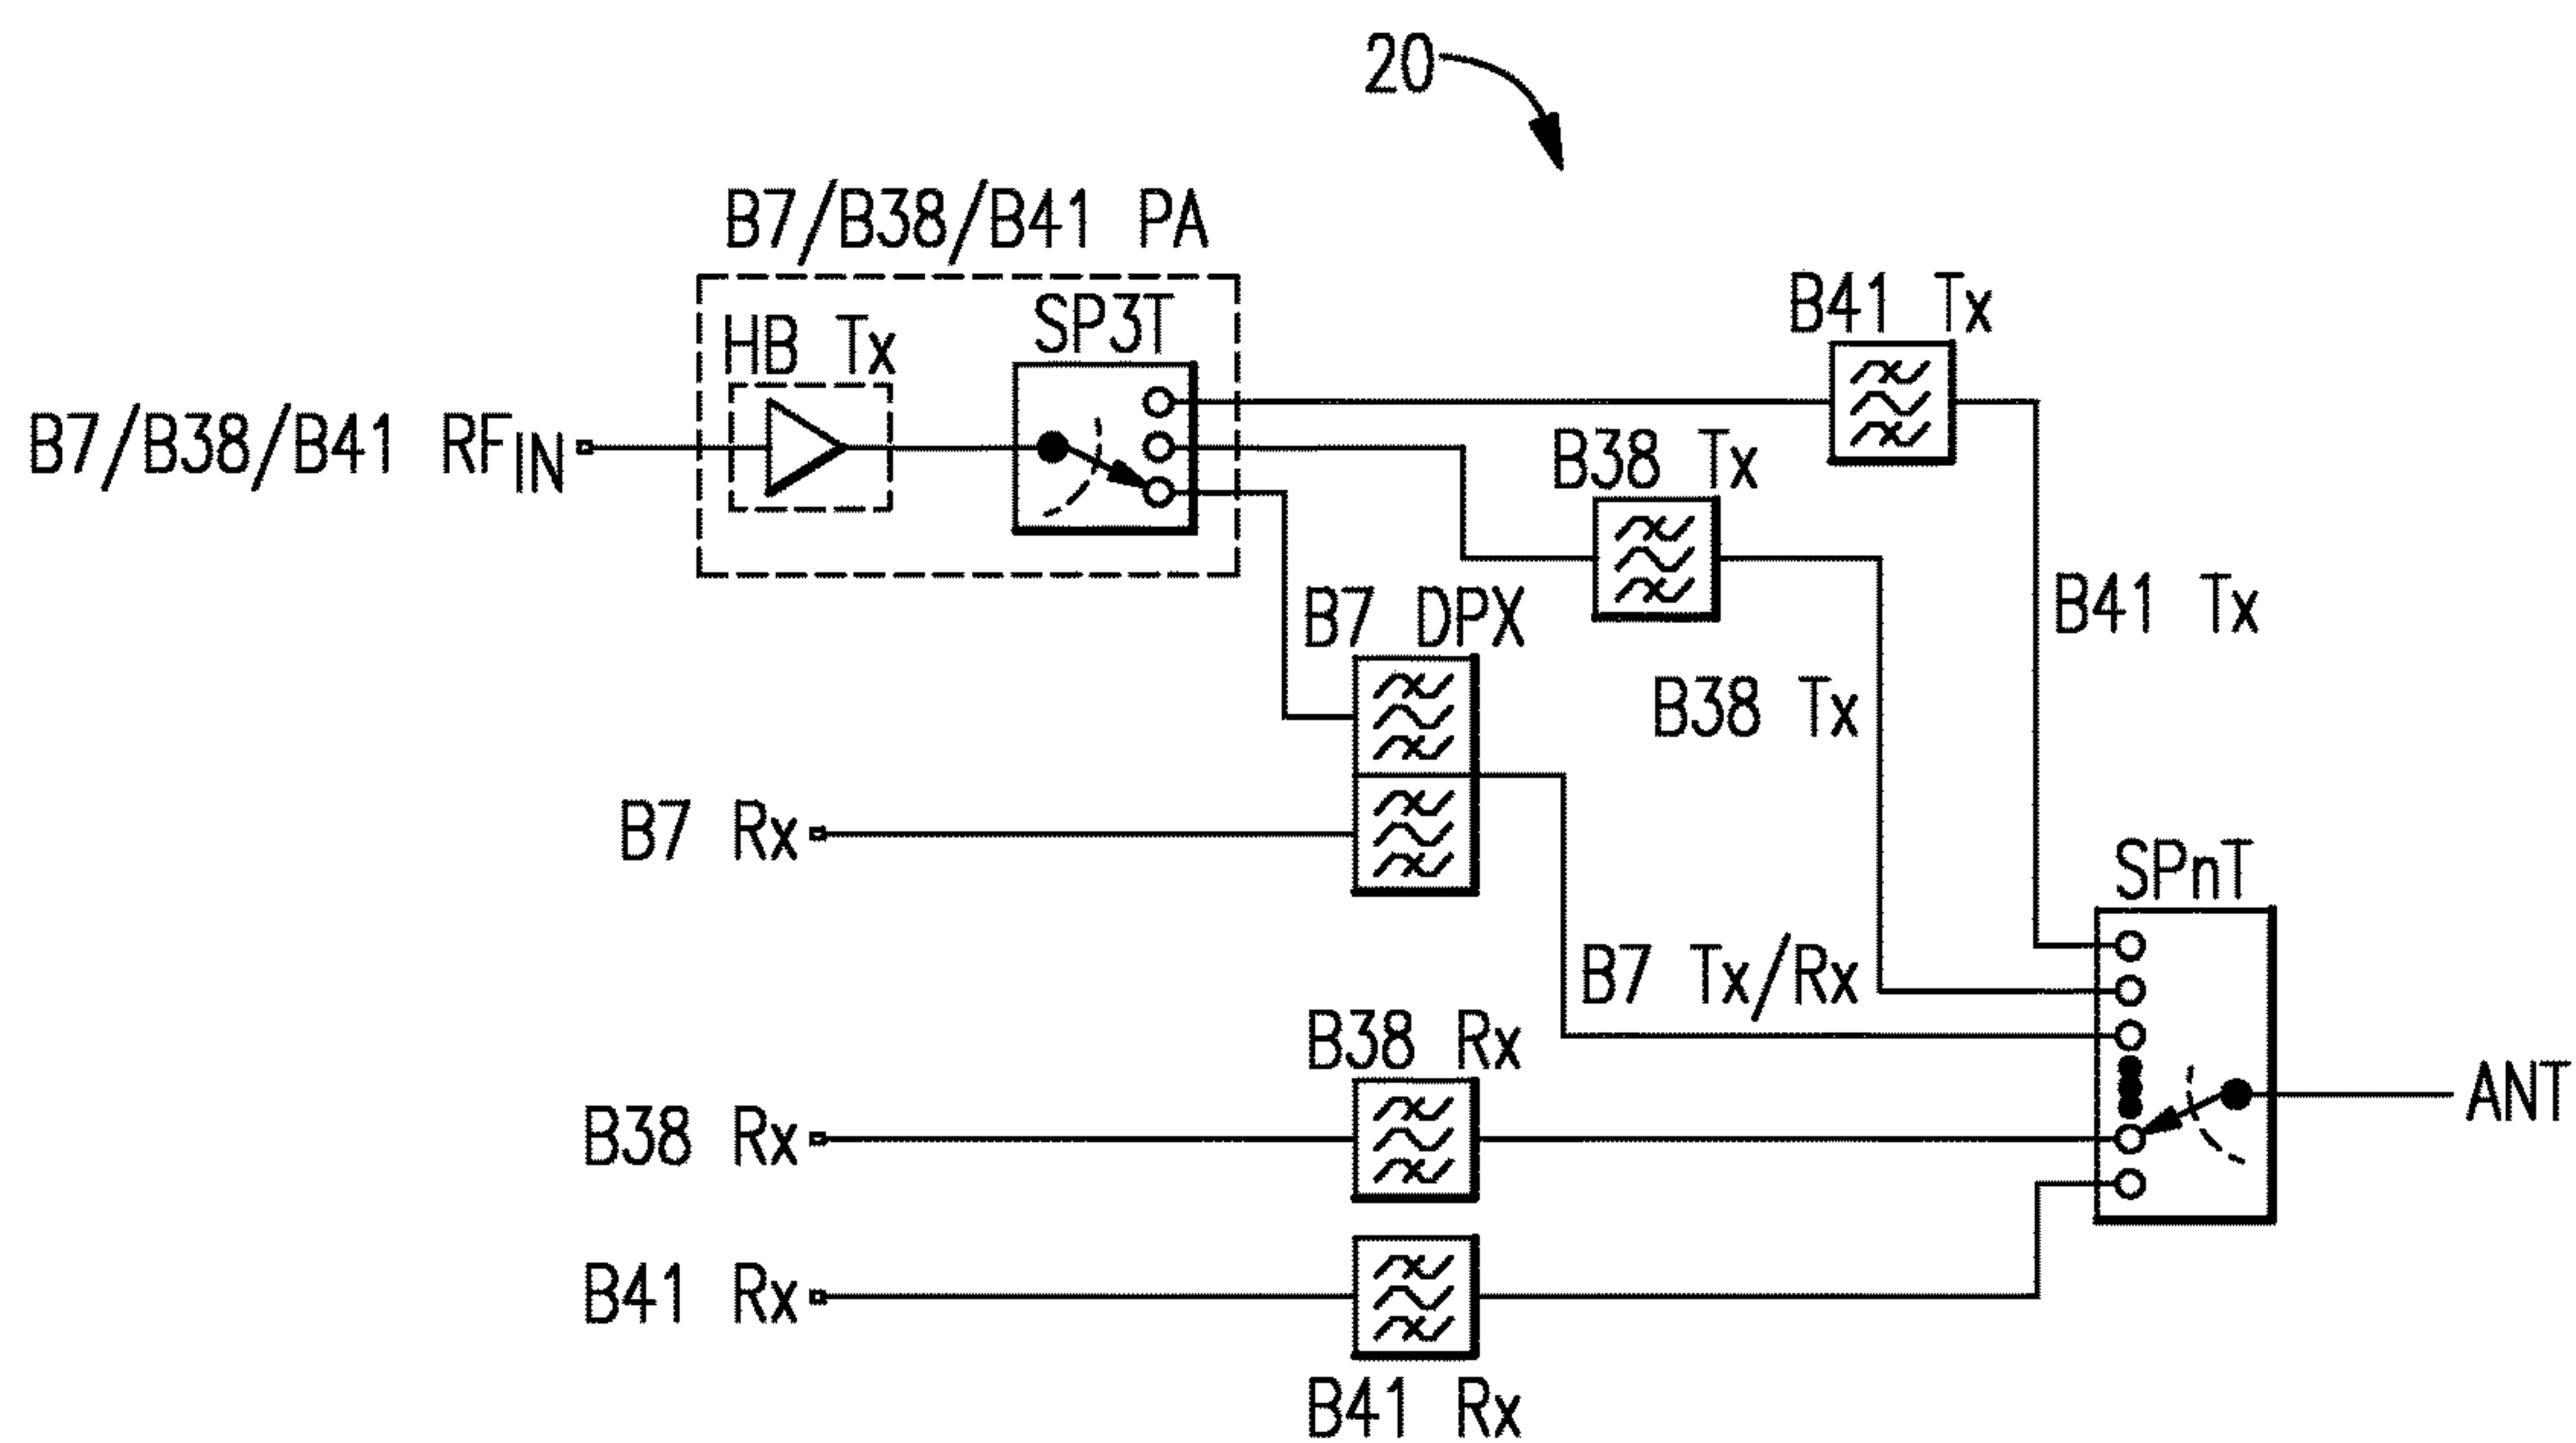 20
B7/B38/B41 PA
HB Tx
SP3T
B41 Tx
B7/B38/B41 RFIN
B38 Tx
B7 DPX
B41 Tx
B38 Tx
B7 Rx
SPnT
B7 Tx/Rx
B38 Rx
ANT
B38 Rx
B41 Rx
B41 Rx